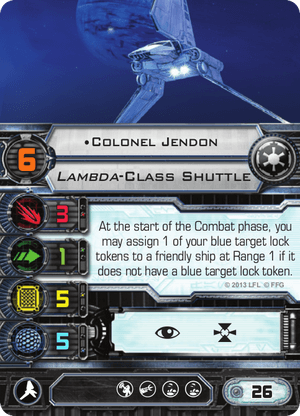 •Colonel Jendon
6
Lambda-Class Shuttle
3
At the start of the Combat phase, you
may assign 1 of your blue target lock
tokens to a friendly ship at Range 1 if it
does not have a blue target lock token.
© 2013 LFL © FFG
1
5
5
26